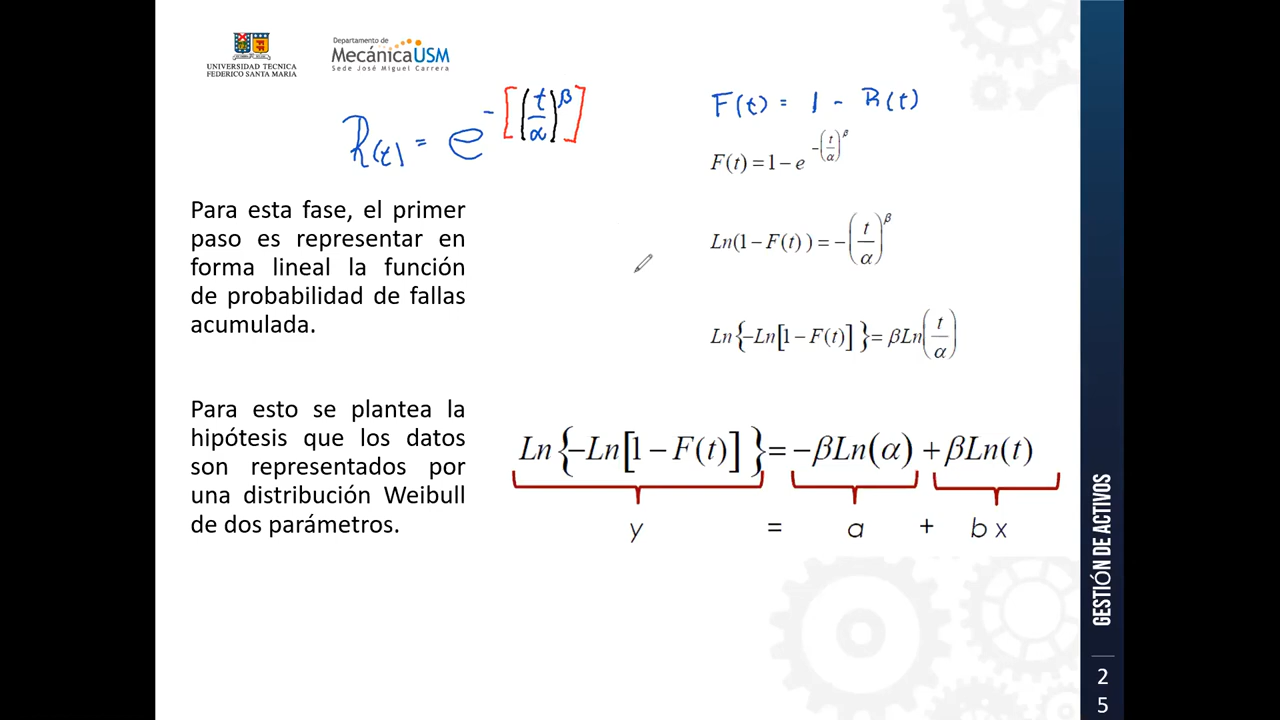 UNIVERSIDAD TECNICA
FEDERICO SANTA MARIA
Departamento de
MecánicaUSM
Sede José Miguel Carrera
R(t) = e^-[(t/α)^β]
F(t) = 1 - R(t)
F(t) = 1 − e^−(t/α)^β
Para esta fase, el primer
paso es representar en
forma lineal la función
de probabilidad de fallas
acumulada.
Ln(1 − F(t)) = −(t/α)^β
Ln{−Ln[1 − F(t)]} = βLn(t/α)
Para esto se plantea la
hipótesis que los datos
son representados por
una distribución Weibull
de dos parámetros.
Ln{−Ln[1 − F(t)]} = −βLn(α) + βLn(t)
y = a + b x
GESTIÓN DE ACTIVOS
2
5